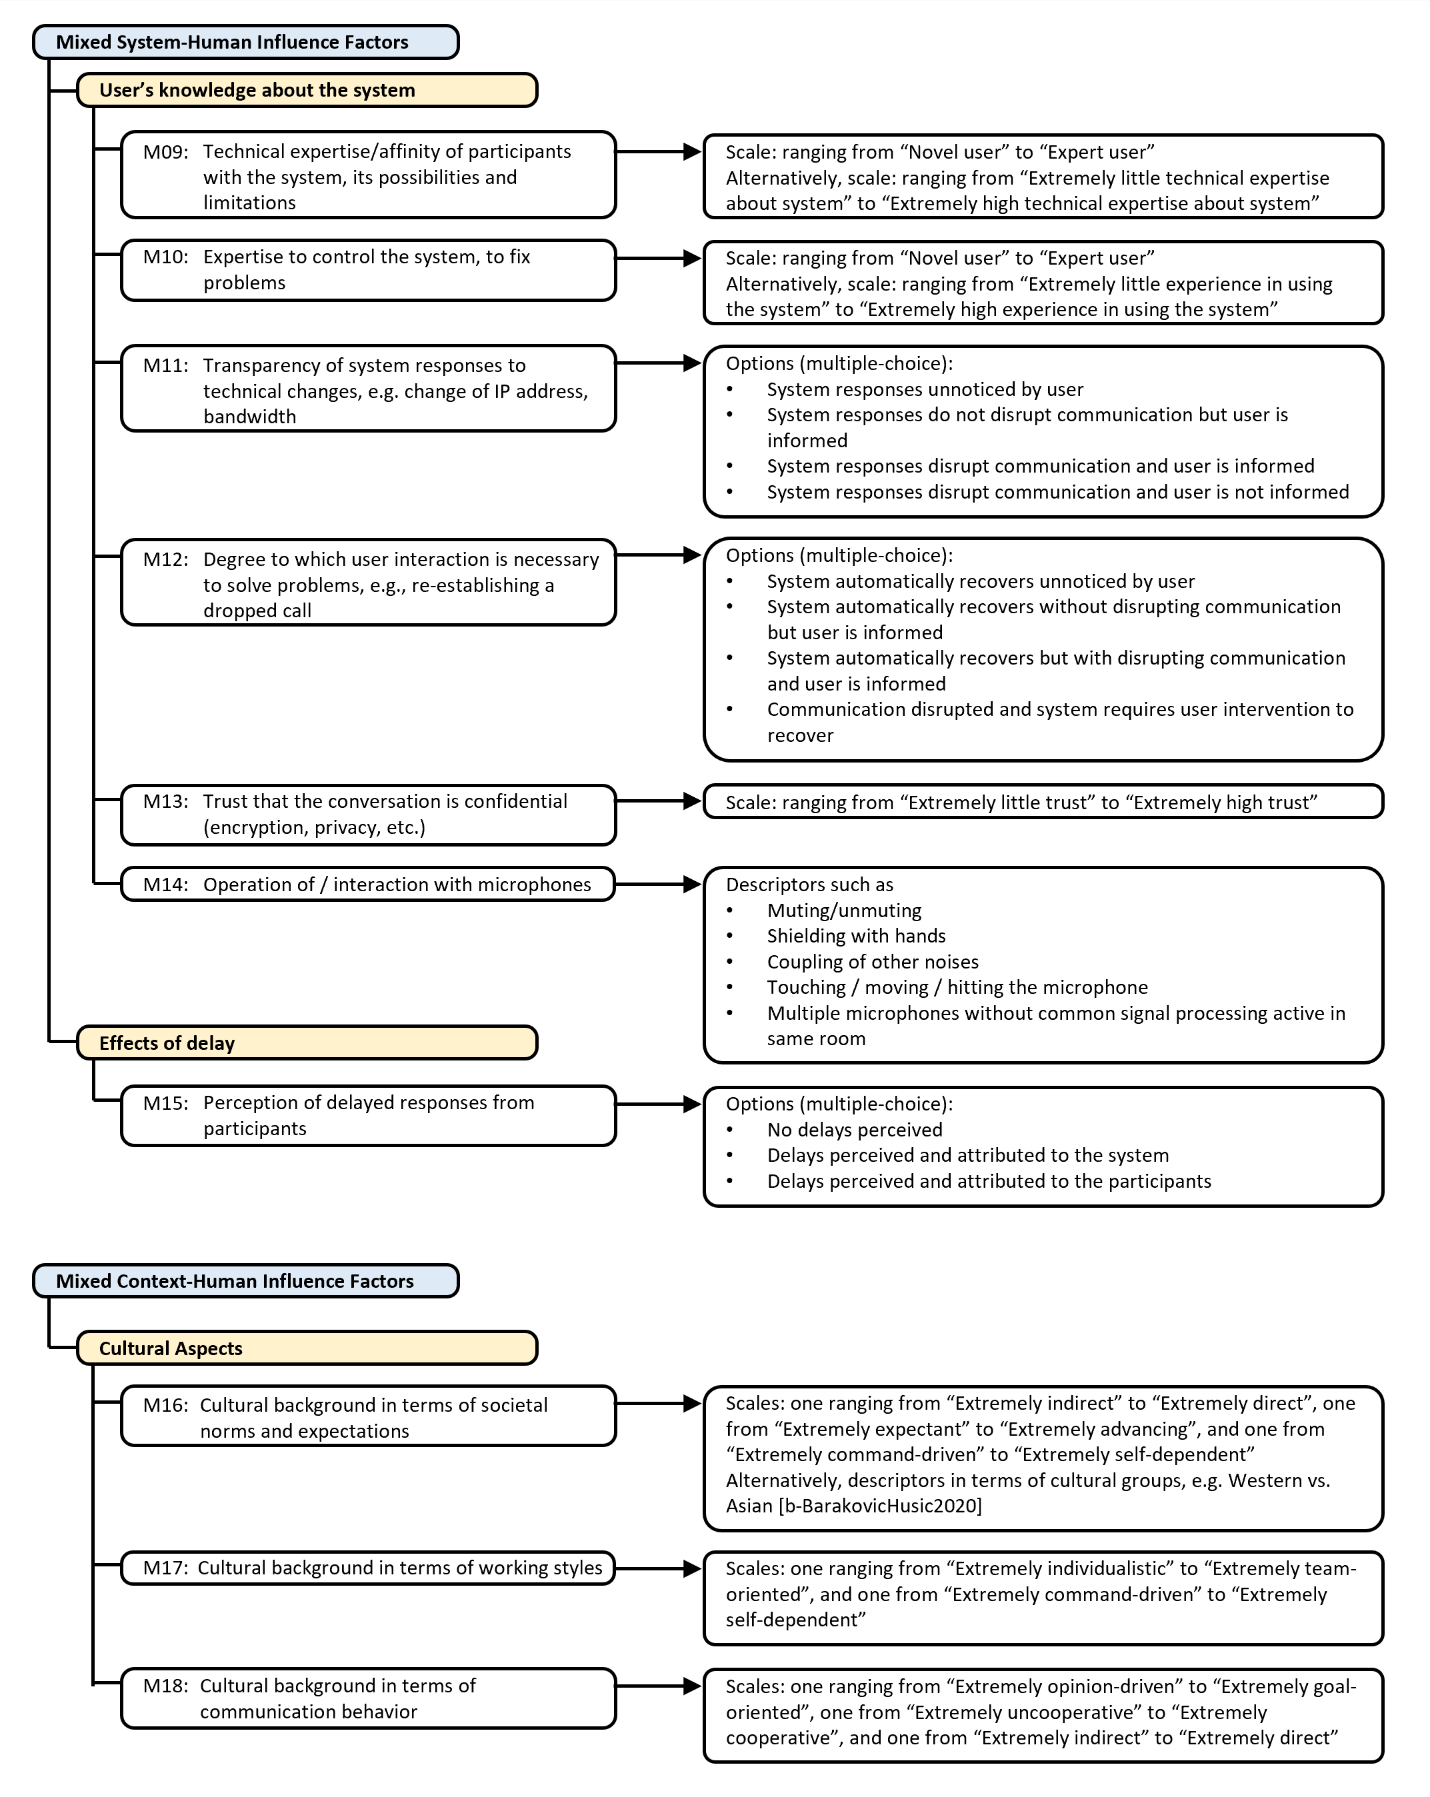 Mixed System-Human Influence Factors
User’s knowledge about the system
M09: Technical expertise/affinity of participants
with the system, its possibilities and
limitations
Scale: ranging from “Novel user” to “Expert user”
Alternatively, scale: ranging from “Extremely little technical expertise
about system” to “Extremely high technical expertise about system”
M10: Expertise to control the system, to fix
problems
Scale: ranging from “Novel user” to “Expert user”
Alternatively, scale: ranging from “Extremely little experience in using
the system” to “Extremely high experience in using the system”
M11: Transparency of system responses to
technical changes, e.g. change of IP address,
bandwidth
Options (multiple-choice):
• System responses unnoticed by user
• System responses do not disrupt communication but user is
informed
• System responses disrupt communication and user is informed
• System responses disrupt communication and user is not informed
M12: Degree to which user interaction is necessary
to solve problems, e.g., re-establishing a
dropped call
Options (multiple-choice):
• System automatically recovers unnoticed by user
• System automatically recovers without disrupting communication
but user is informed
• System automatically recovers but with disrupting communication
and user is informed
• Communication disrupted and system requires user intervention to
recover
M13: Trust that the conversation is confidential
(encryption, privacy, etc.)
Scale: ranging from “Extremely little trust” to “Extremely high trust”
M14: Operation of / interaction with microphones
Descriptors such as
• Muting/unmuting
• Shielding with hands
• Coupling of other noises
• Touching / moving / hitting the microphone
• Multiple microphones without common signal processing active in
same room
Effects of delay
M15: Perception of delayed responses from
participants
Options (multiple-choice):
• No delays perceived
• Delays perceived and attributed to the system
• Delays perceived and attributed to the participants
Mixed Context-Human Influence Factors
Cultural Aspects
M16: Cultural background in terms of societal
norms and expectations
Scales: one ranging from “Extremely indirect” to “Extremely direct”, one
from “Extremely expectant” to “Extremely advancing”, and one from
“Extremely command-driven” to “Extremely self-dependent”
Alternatively, descriptors in terms of cultural groups, e.g. Western vs.
Asian [b-BarakovicHusic2020]
M17: Cultural background in terms of working styles
Scales: one ranging from “Extremely individualistic” to “Extremely team-
oriented”, and one from “Extremely command-driven” to “Extremely
self-dependent”
M18: Cultural background in terms of
communication behavior
Scales: one ranging from “Extremely opinion-driven” to “Extremely goal-
oriented”, one from “Extremely uncooperative” to “Extremely
cooperative”, and one from “Extremely indirect” to “Extremely direct”